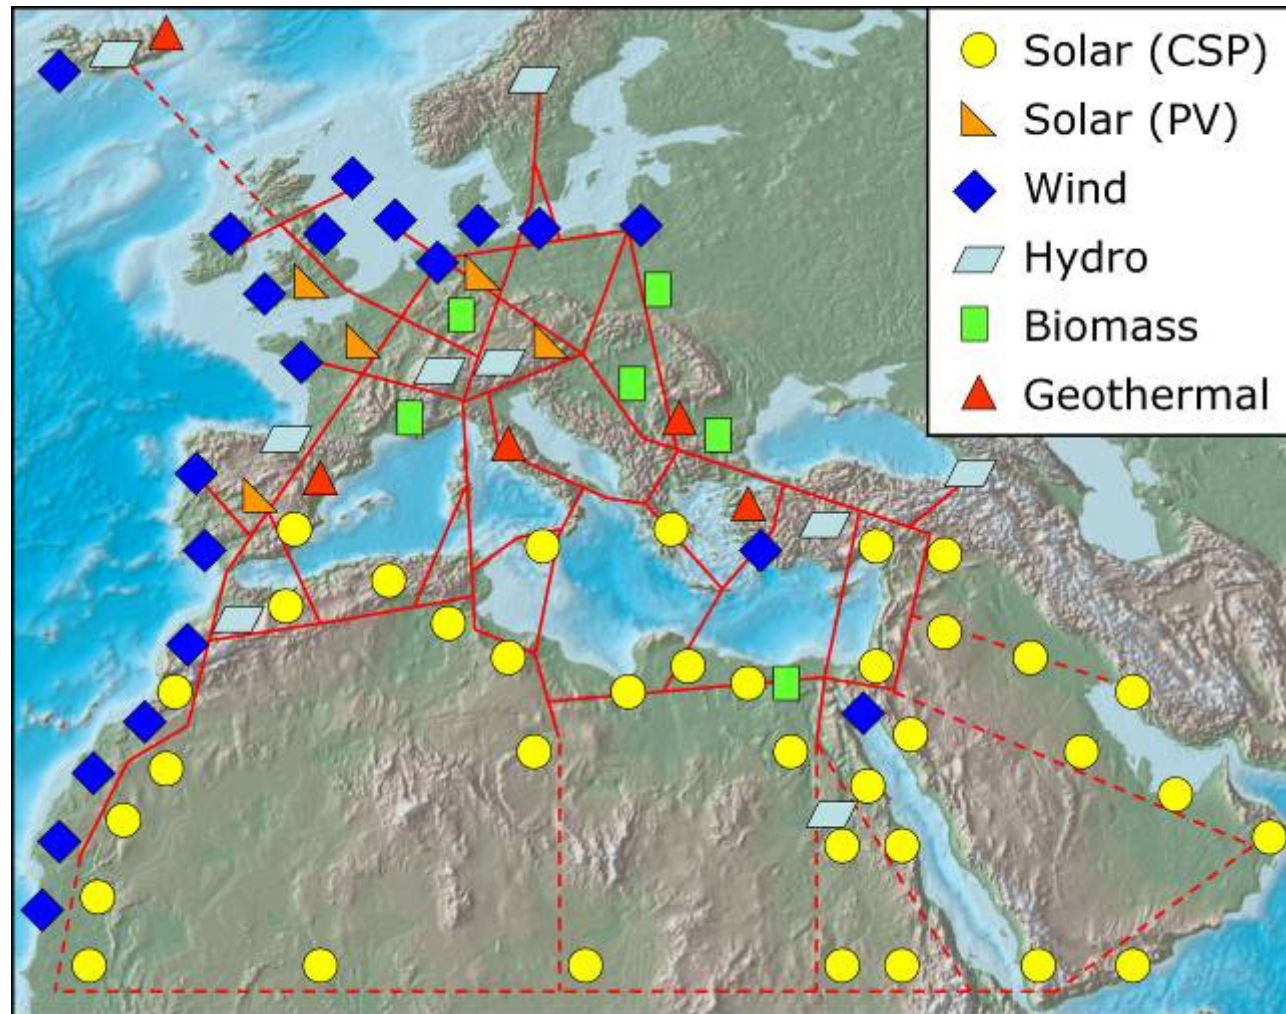 Solar (CSP)
Solar (PV)
Wind
Hydro
Biomass
Geothermal